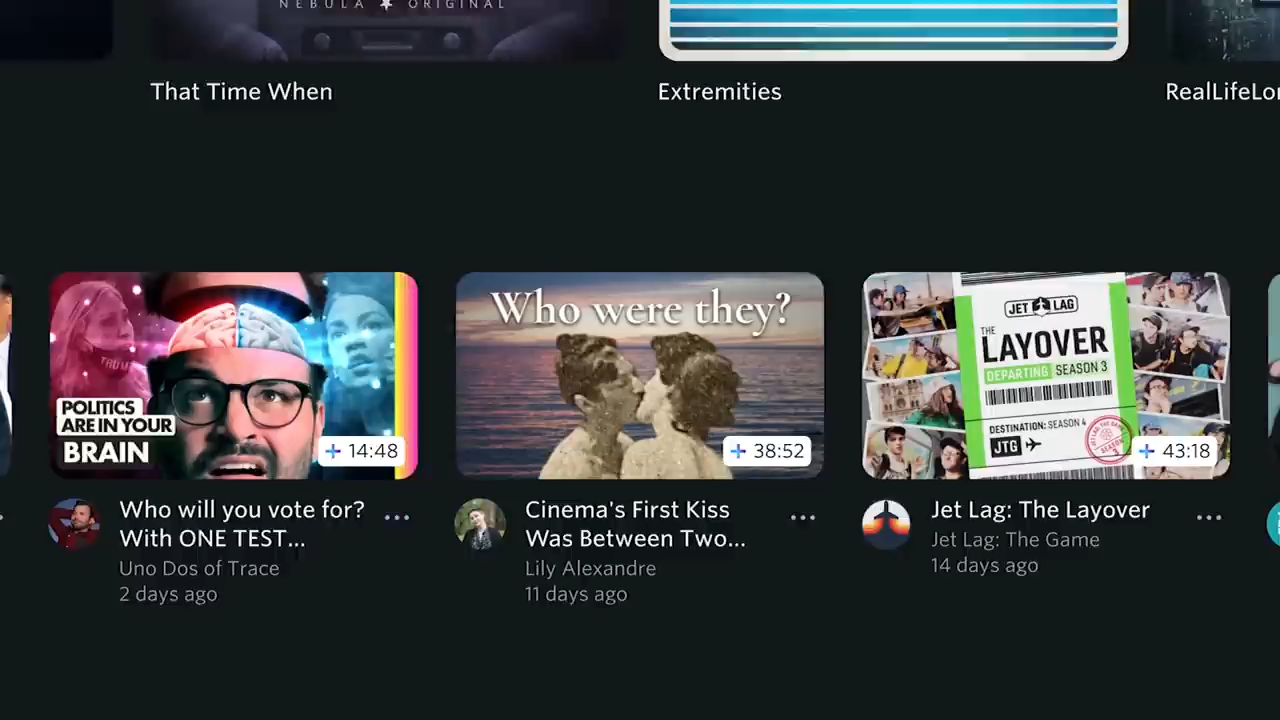 NEBULA ORIGINAL
That Time When
Extremities
RealLifeLo
TRUM
POLITICS
ARE IN YOUR
BRAIN
14:48
Who were they?
38:52
JET LAG
THE
LAYOVER
DEPARTING SEASON 3
DESTINATION: SEASON 4
JTG
43:18
Who will you vote for?
With ONE TEST...
Uno Dos of Trace
2 days ago
Cinema's First Kiss
Was Between Two...
Lily Alexandre
11 days ago
Jet Lag: The Layover
Jet Lag: The Game
14 days ago